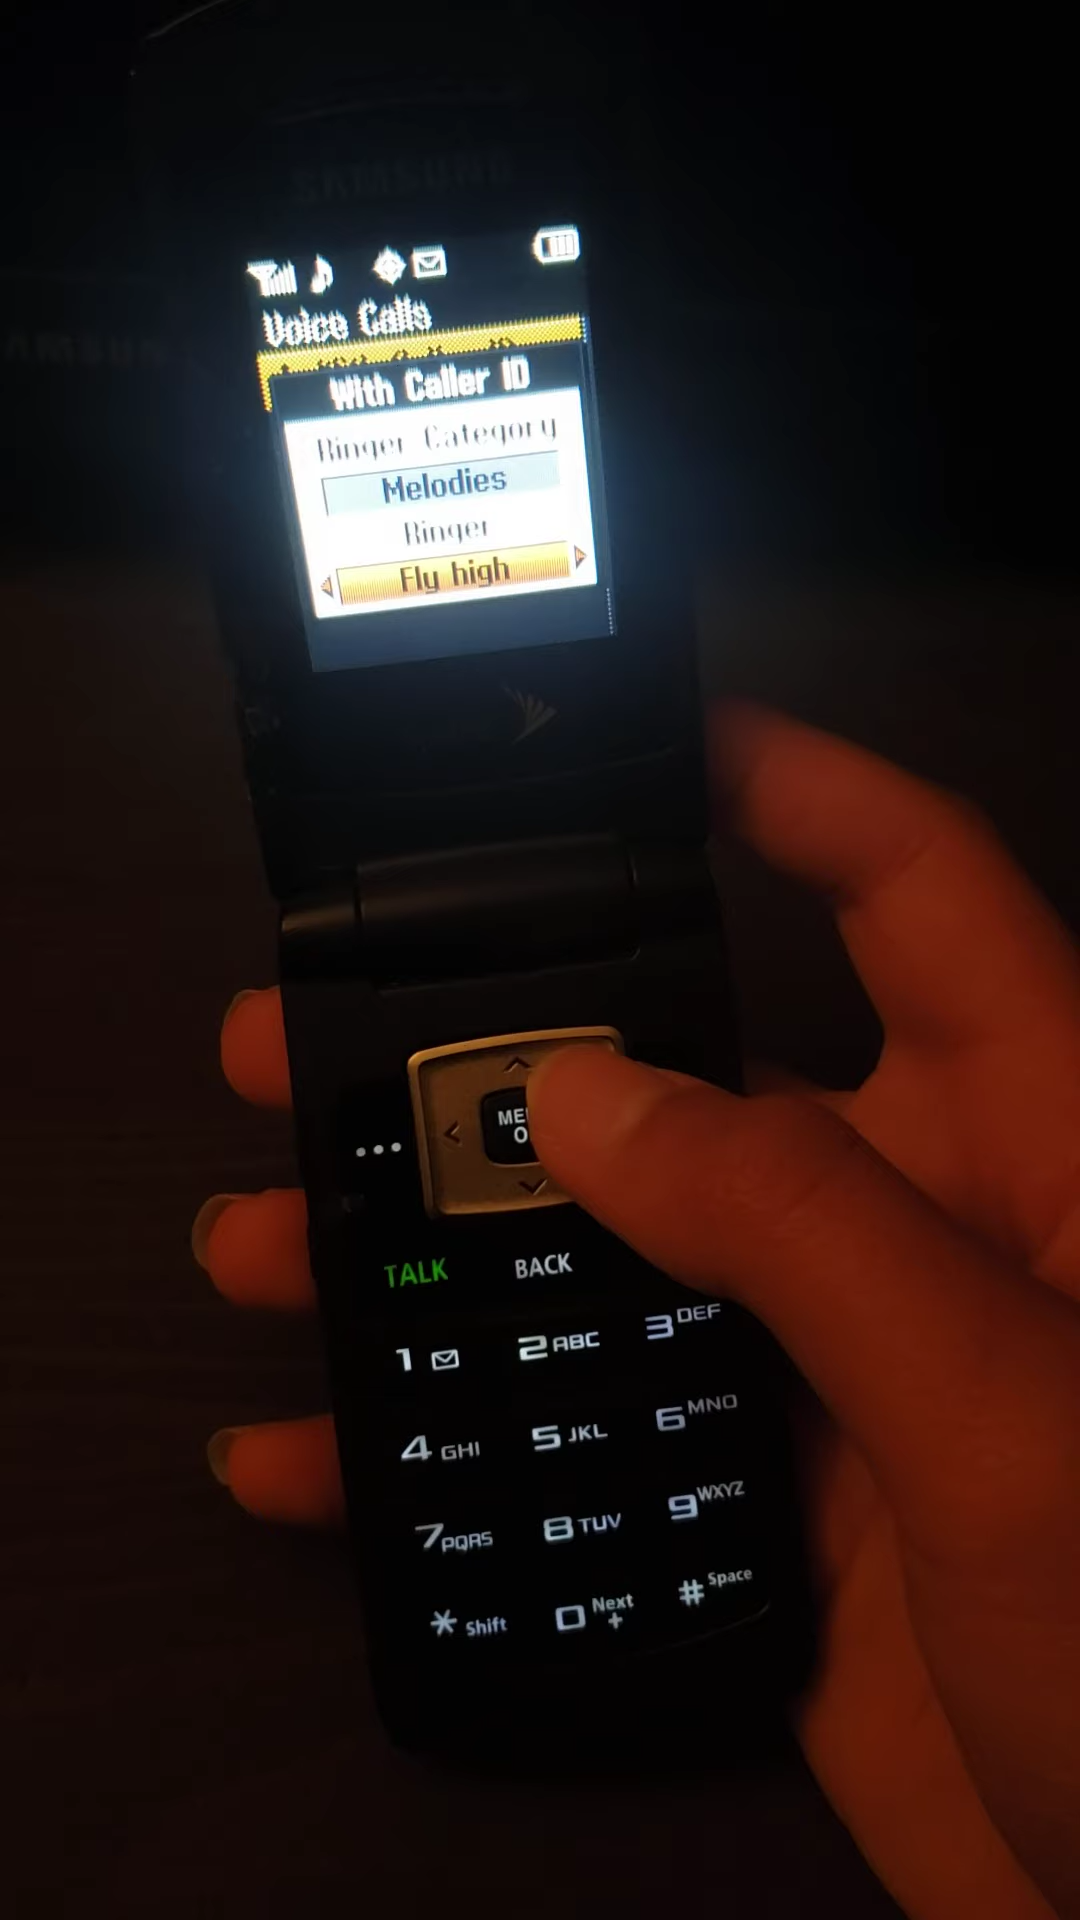 SAMSUNG
Voice Calls
With Caller ID
Ringer Category
Melodies
Ringer
Fly high
TALK
BACK
1
2 ABC
3 DEF
4 GHI
5 JKL
6 MNO
7 PQRS
8 TUV
9 WXYZ
* Shift
0 Next +
# Space